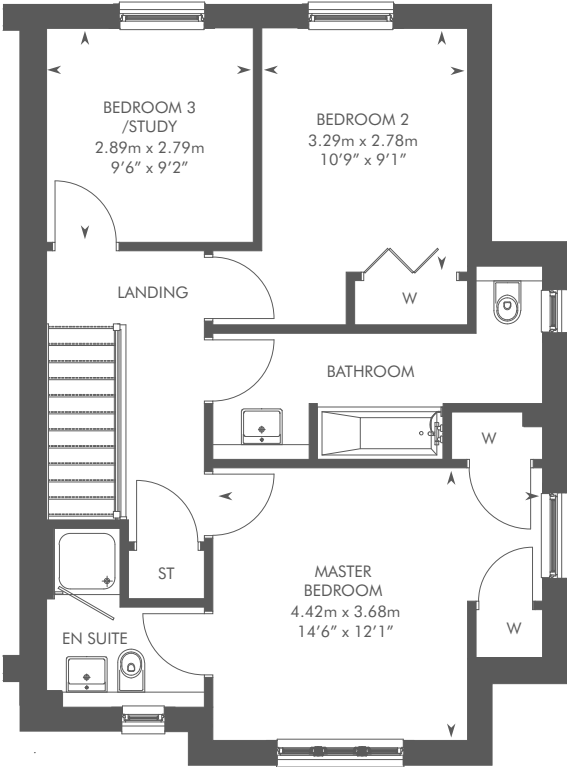 BEDROOM 3
/STUDY
2.89m x 2.79m
9’6” x 9’2”
BEDROOM 2
3.29m x 2.78m
10’9” x 9’1”
LANDING
W
BATHROOM
W
ST
MASTER
BEDROOM
4.42m x 3.68m
14’6” x 12’1”
W
EN SUITE